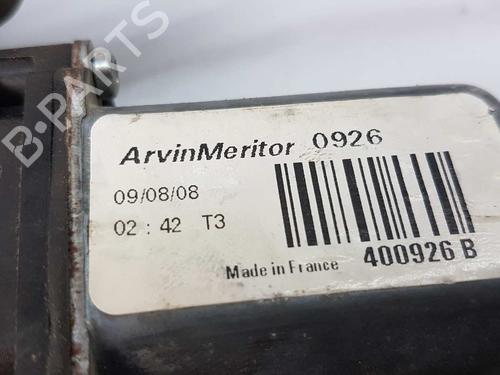 B-PARTS
ArvinMeritor 0926
09/08/08
02 : 42 T3
400926 B
Made in France